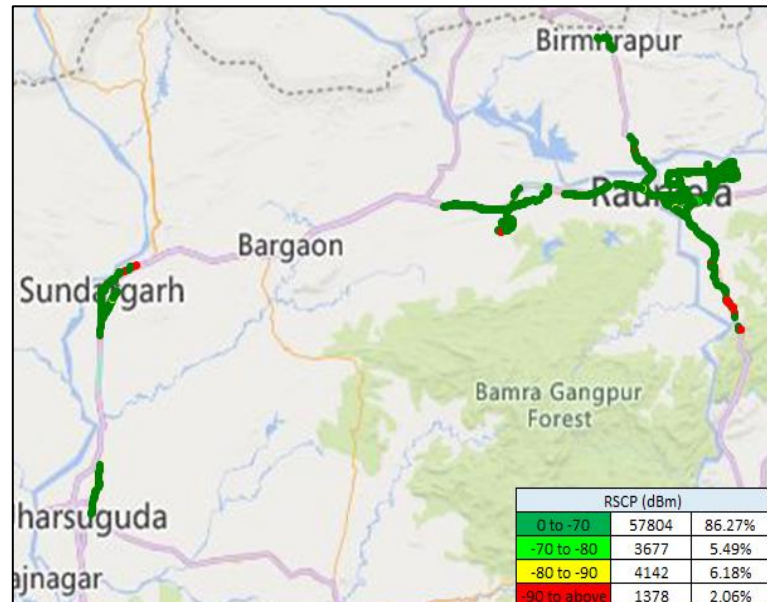 Birmitrapur
Bargaon
Bamra Gangpur
Forest
RSCP (dBm)
0 to -70 57804 86.27%
-70 to -80 3677 5.49%
-80 to -90 4142 6.18%
-90 to above 1378 2.06%